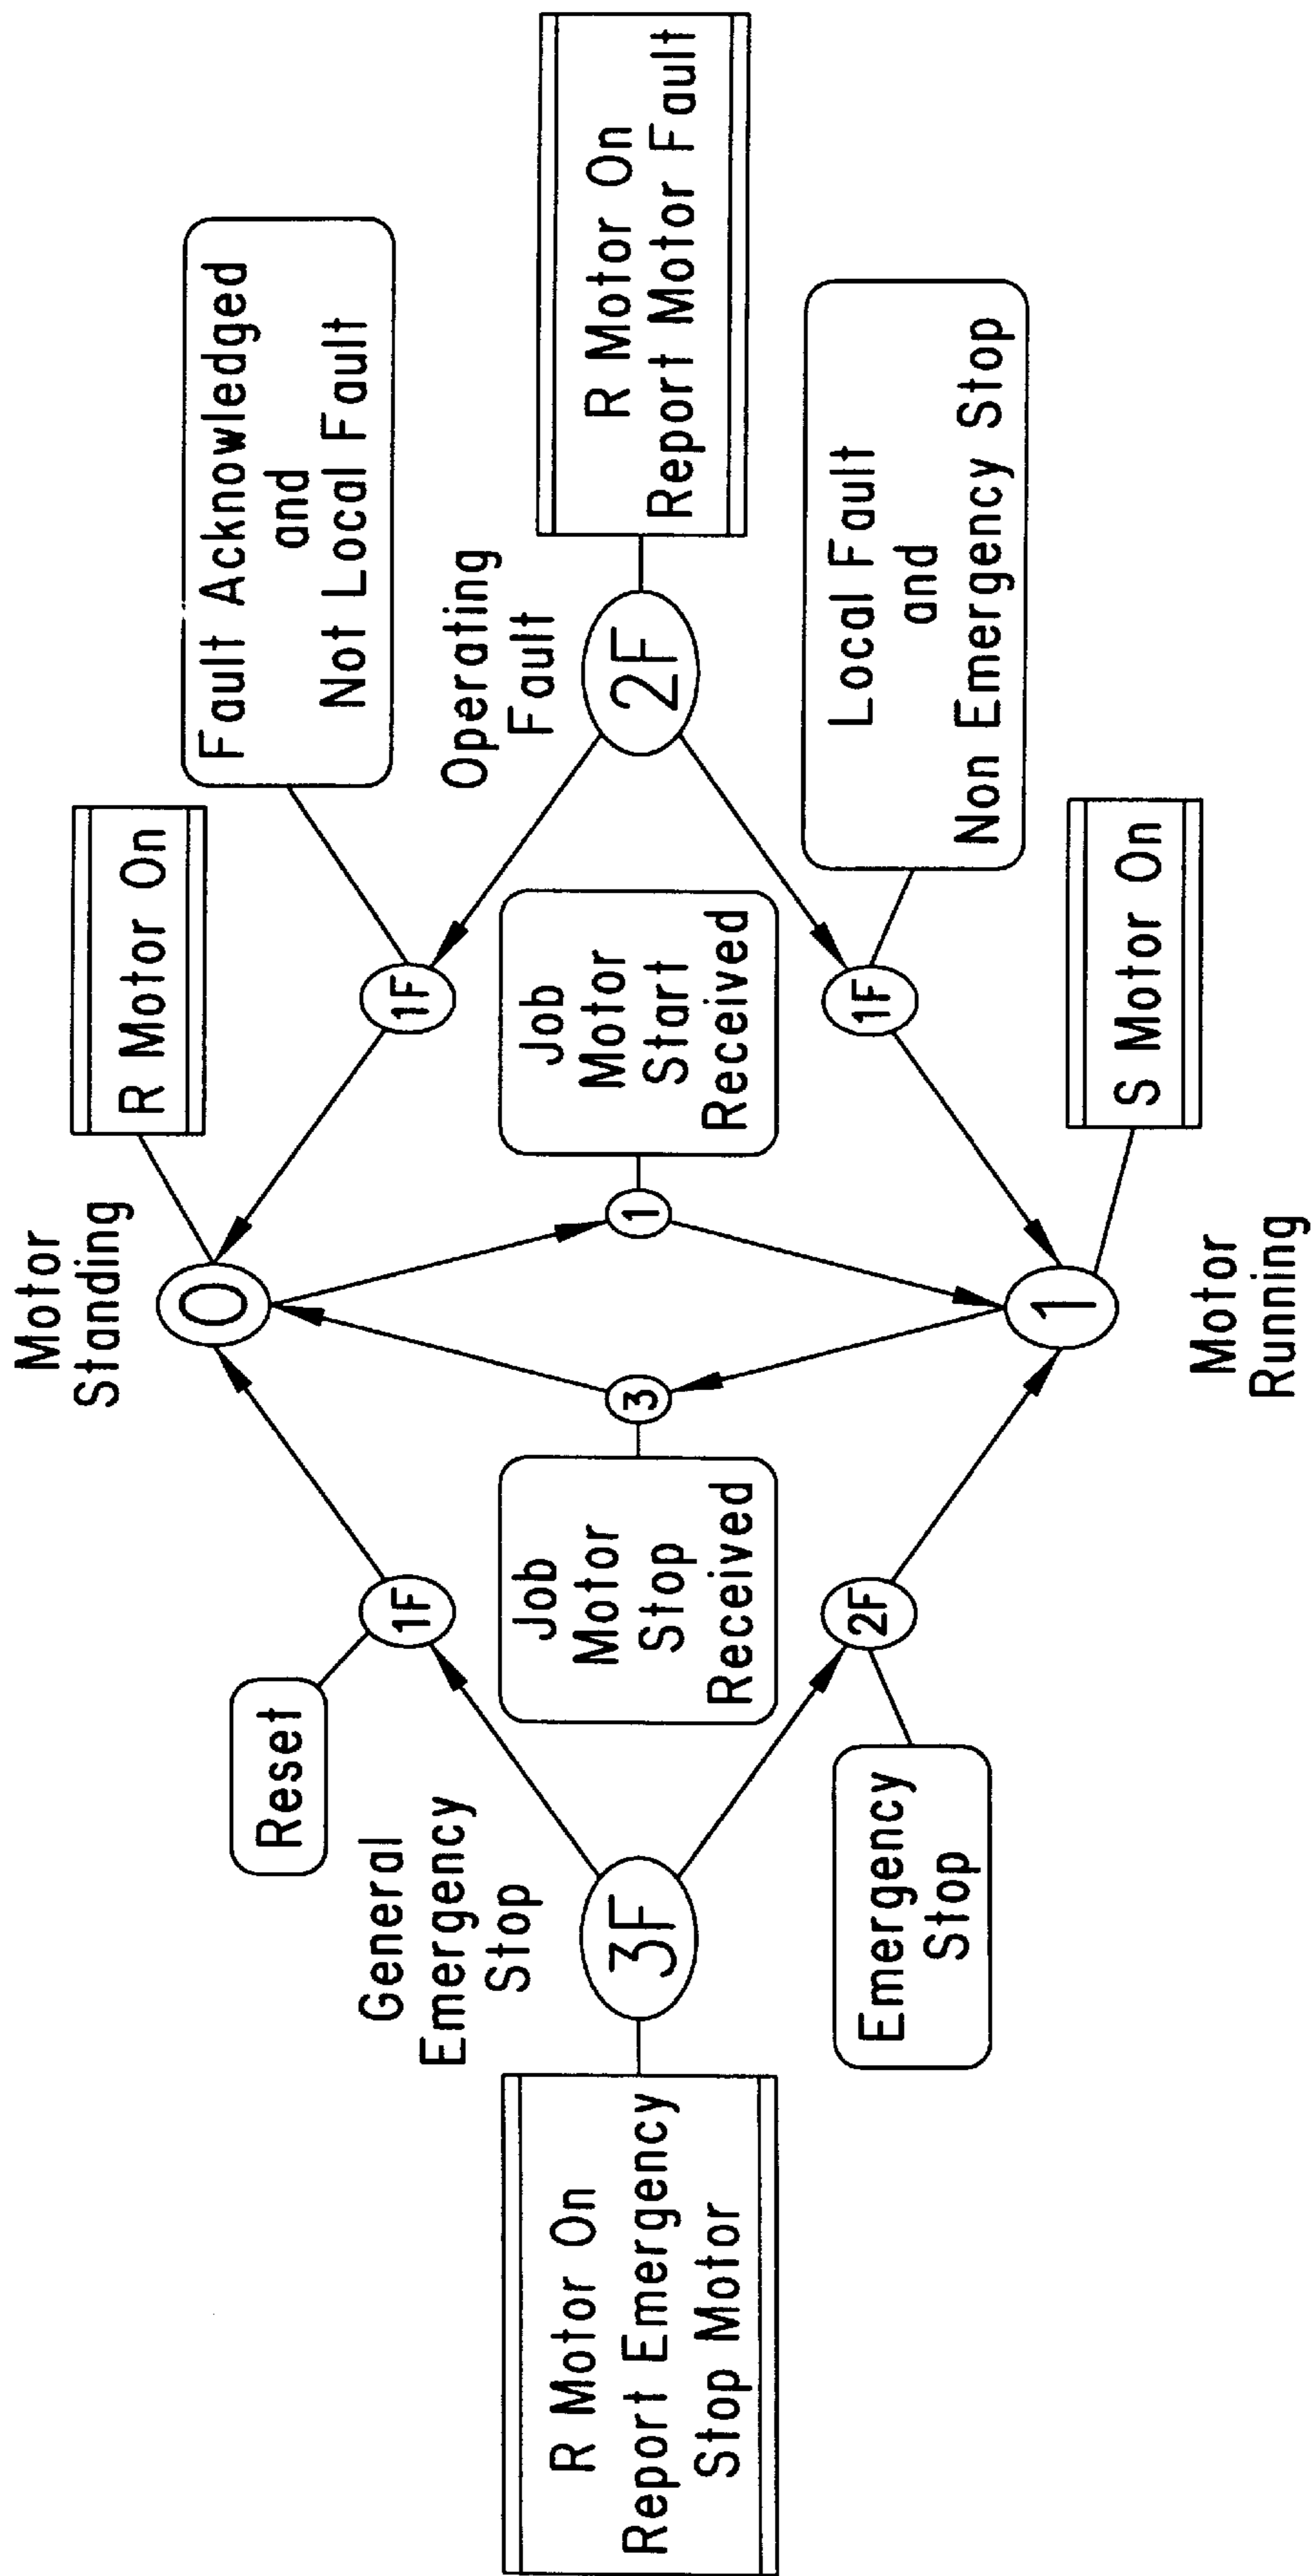 Motor
Standing
R Motor On
0
Reset
1F
1F
Fault Acknowledged
and
Not Local Fault
General
Emergency
Stop
Operating
Fault
R Motor On
Report Emergency
Stop Motor
3F
Job
Motor
Stop
Received
3
1
Job
Motor
Start
Received
2F
R Motor On
Report Motor Fault
Emergency
Stop
2F
1F
Local Fault
and
Non Emergency Stop
1
S Motor On
Motor
Running